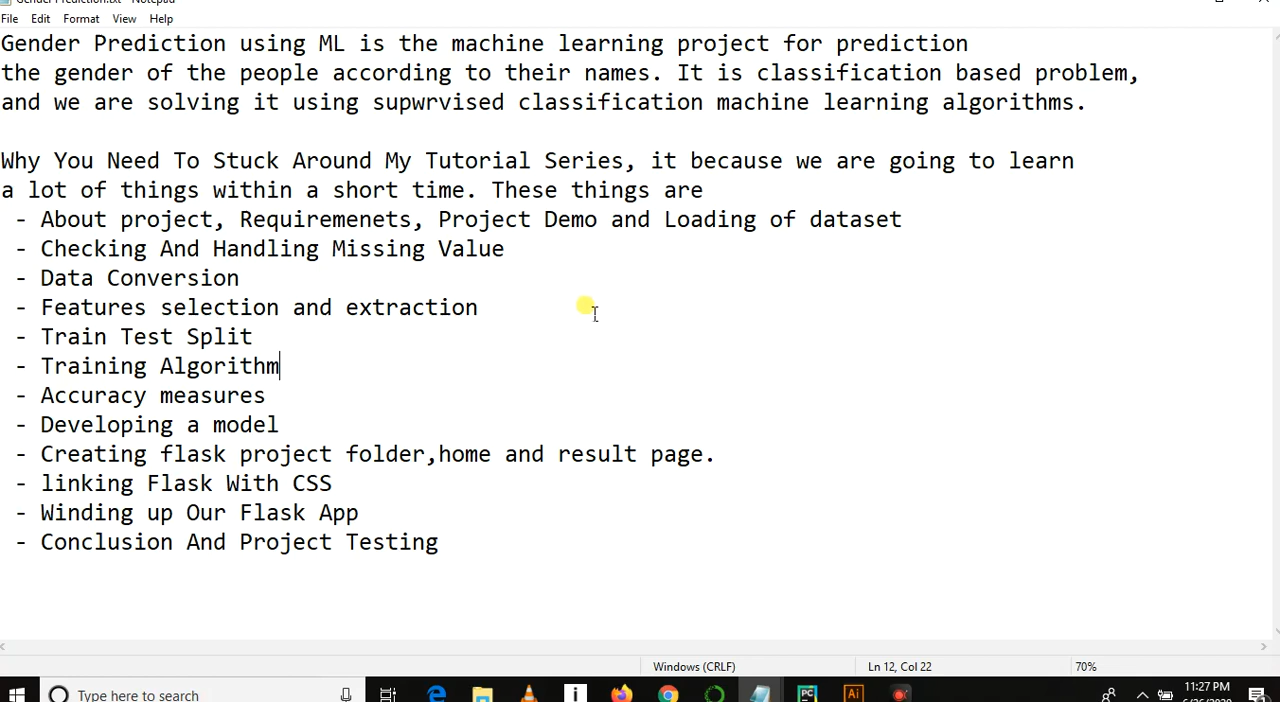 File Edit Format View Help
Gender Prediction using ML is the machine learning project for prediction
the gender of the people according to their names. It is classification based problem,
and we are solving it using supwrvised classification machine learning algorithms.
Why You Need To Stuck Around My Tutorial Series, it because we are going to learn
a lot of things within a short time. These things are
- About project, Requiremenets, Project Demo and Loading of dataset
- Checking And Handling Missing Value
- Data Conversion
- Features selection and extraction
- Train Test Split
- Training Algorithm
- Accuracy measures
- Developing a model
- Creating flask project folder,home and result page.
- linking Flask With CSS
- Winding up Our Flask App
- Conclusion And Project Testing
Windows (CRLF) Ln 12, Col 22 70%
Type here to search i PC Ai 11:27 PM